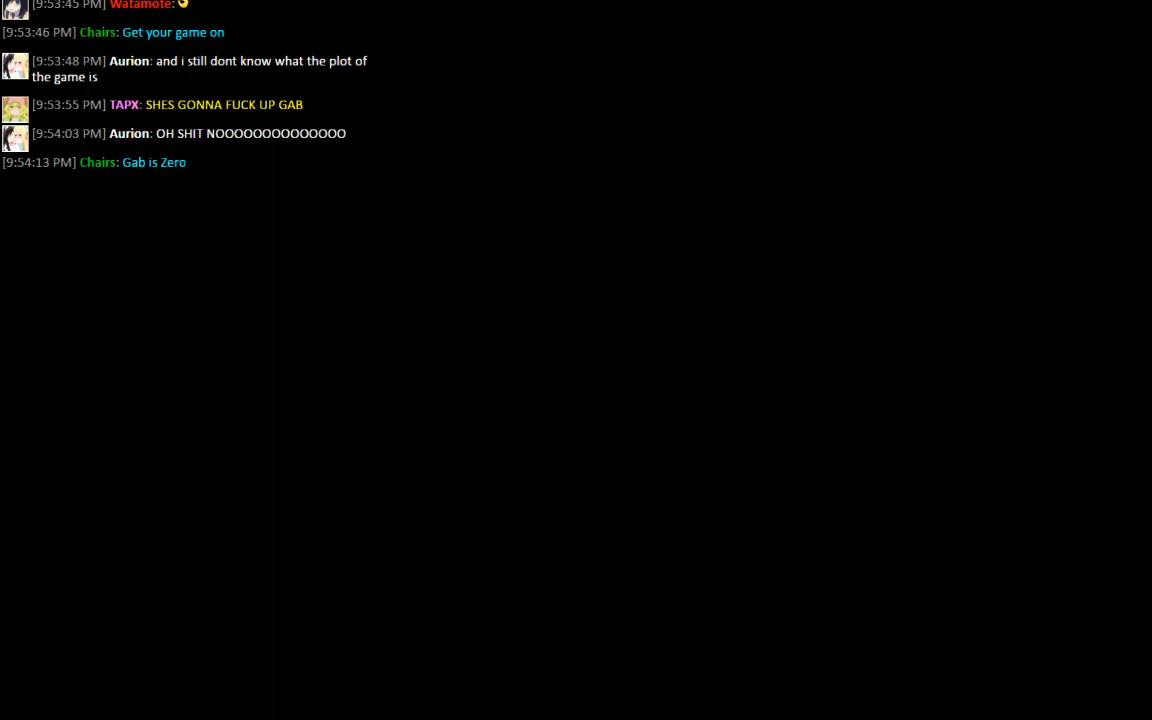 [9:53:45 PM] Watamote: 👌
[9:53:46 PM] Chairs: Get your game on
[9:53:48 PM] Aurion: and i still dont know what the plot of
the game is
[9:53:55 PM] TAPX: SHES GONNA FUCK UP GAB
[9:54:03 PM] Aurion: OH SHIT NOOOOOOOOOOOOOO
[9:54:13 PM] Chairs: Gab is Zero